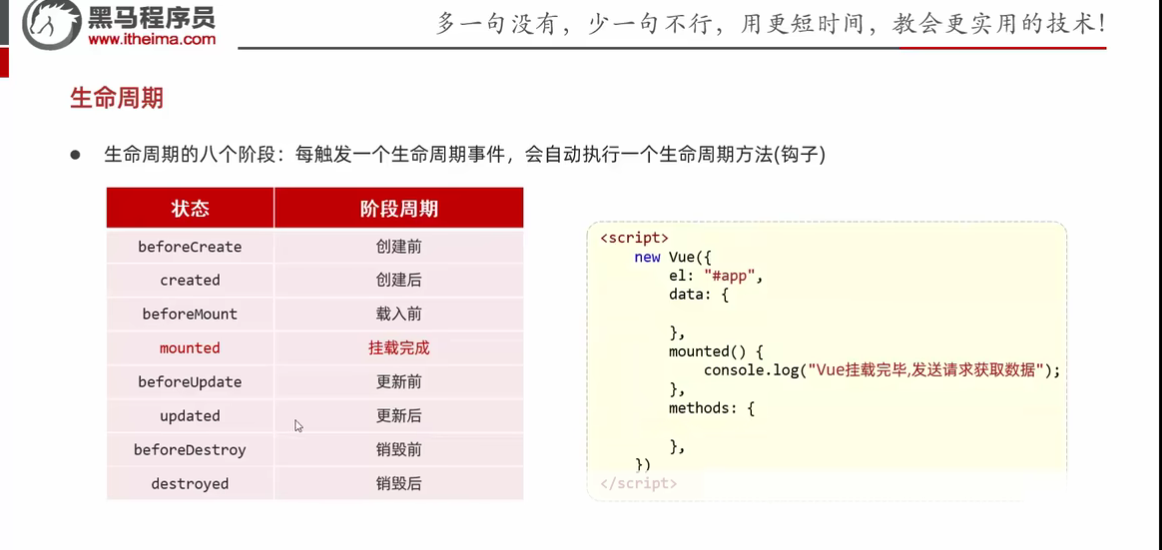 黑马程序员
www.itheima.com
多一句没有，少一句不行，用更短时间，教会更实用的技术！
生命周期
● 生命周期的八个阶段：每触发一个生命周期事件，会自动执行一个生命周期方法(钩子)
状态 阶段周期
beforeCreate 创建前
created 创建后
beforeMount 载入前
mounted 挂载完成
beforeUpdate 更新前
updated 更新后
beforeDestroy 销毁前
destroyed 销毁后
<script>
new Vue({
el: "#app",
data: {
},
mounted() {
console.log("Vue挂载完毕,发送请求获取数据");
},
methods: {
},
})
</script>